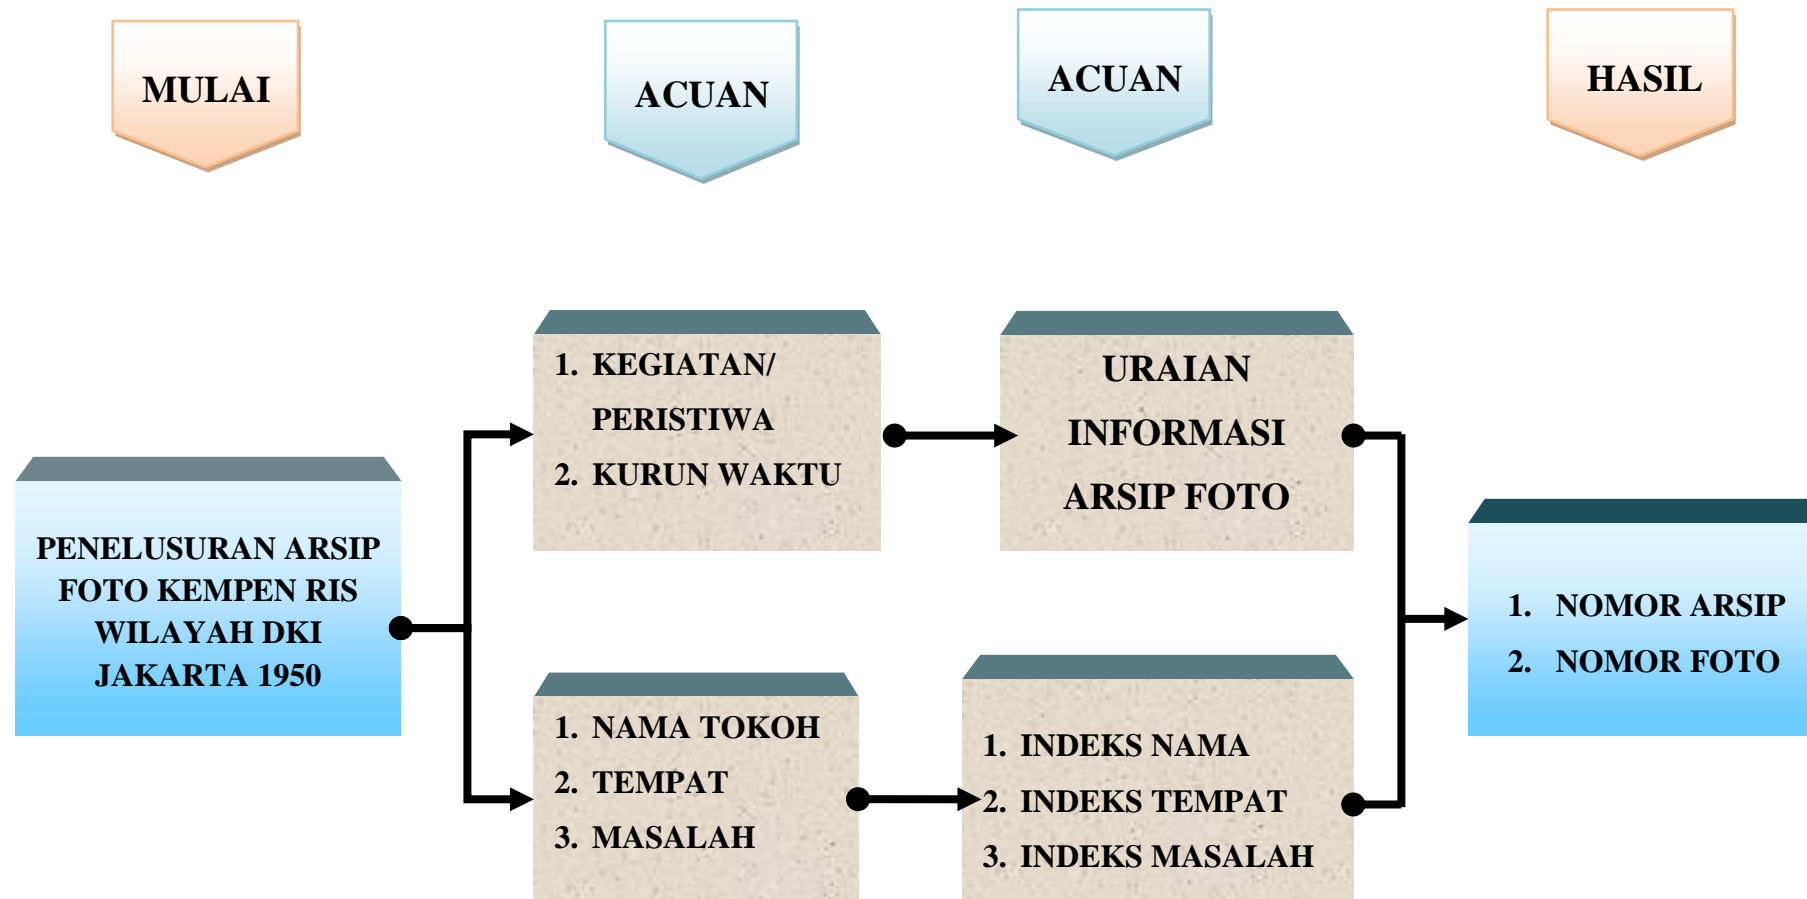 MULAI
ACUAN
ACUAN
HASIL
PENELUSURAN ARSIP
FOTO KEMPEN RIS
WILAYAH DKI
JAKARTA 1950
1. KEGIATAN/
PERISTIWA
2. KURUN WAKTU
URAIAN
INFORMASI
ARSIP FOTO
1. NAMA TOKOH
2. TEMPAT
3. MASALAH
1. INDEKS NAMA
2. INDEKS TEMPAT
3. INDEKS MASALAH
1. NOMOR ARSIP
2. NOMOR FOTO